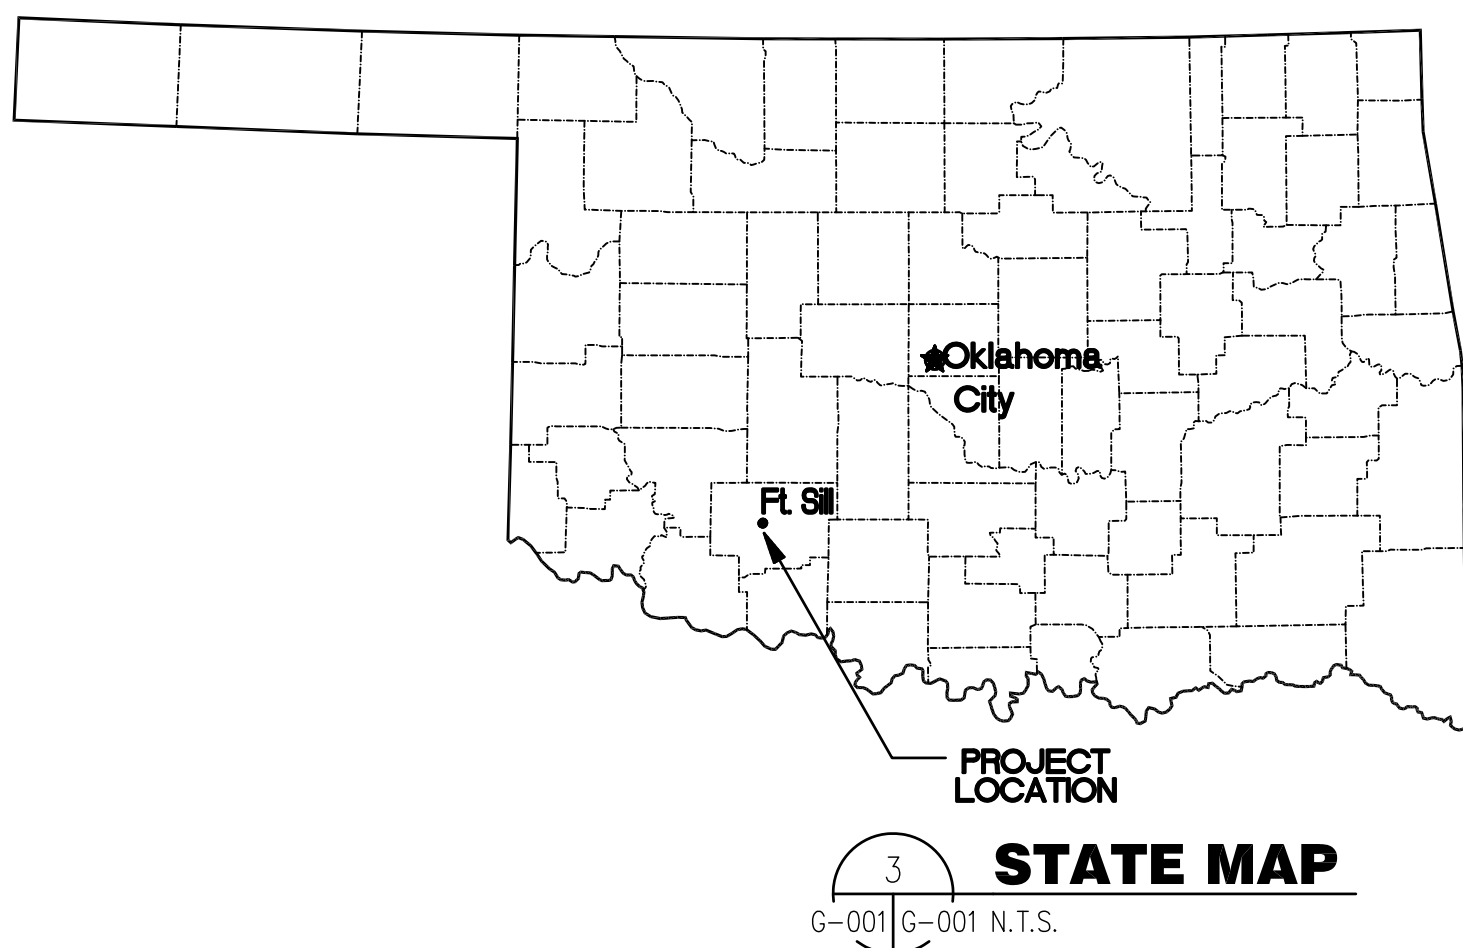 Oklahoma
City
Ft. Sill
PROJECT
LOCATION
3
STATE MAP
G-001 G-001 N.T.S.